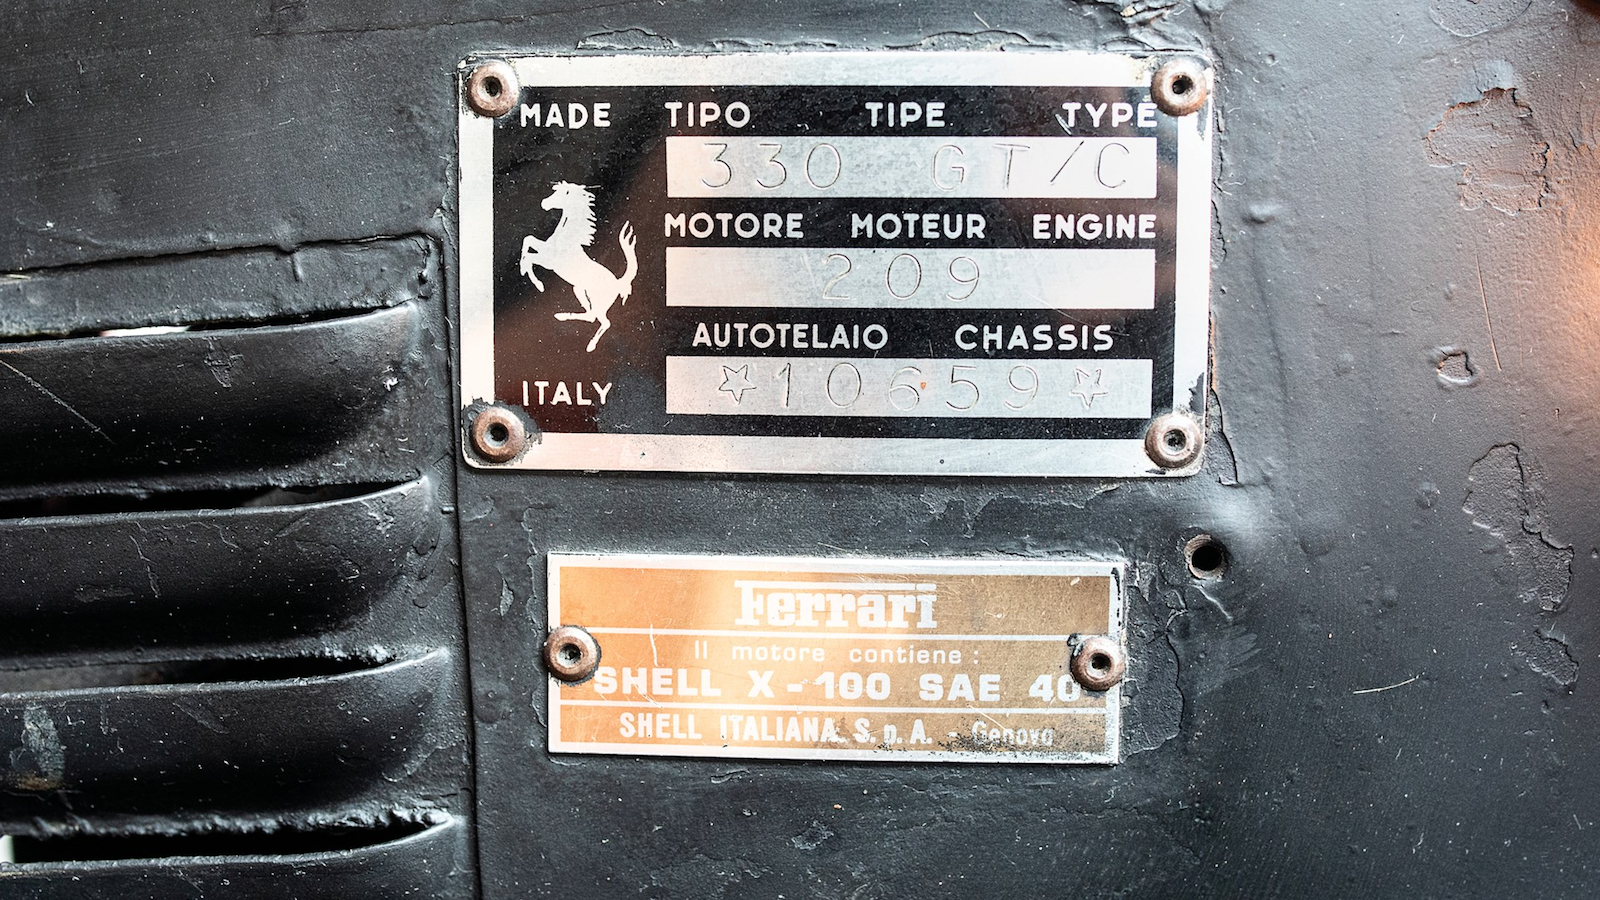 MADE TIPO TIPE TYPE
330 GT/C
MOTORE MOTEUR ENGINE
209
AUTOTELAIO CHASSIS
☆10659☆
ITALY
Ferrari
Il motore contiene:
SHELL X-100 SAE 40
SHELL ITALIANA S.p.A. - Genova